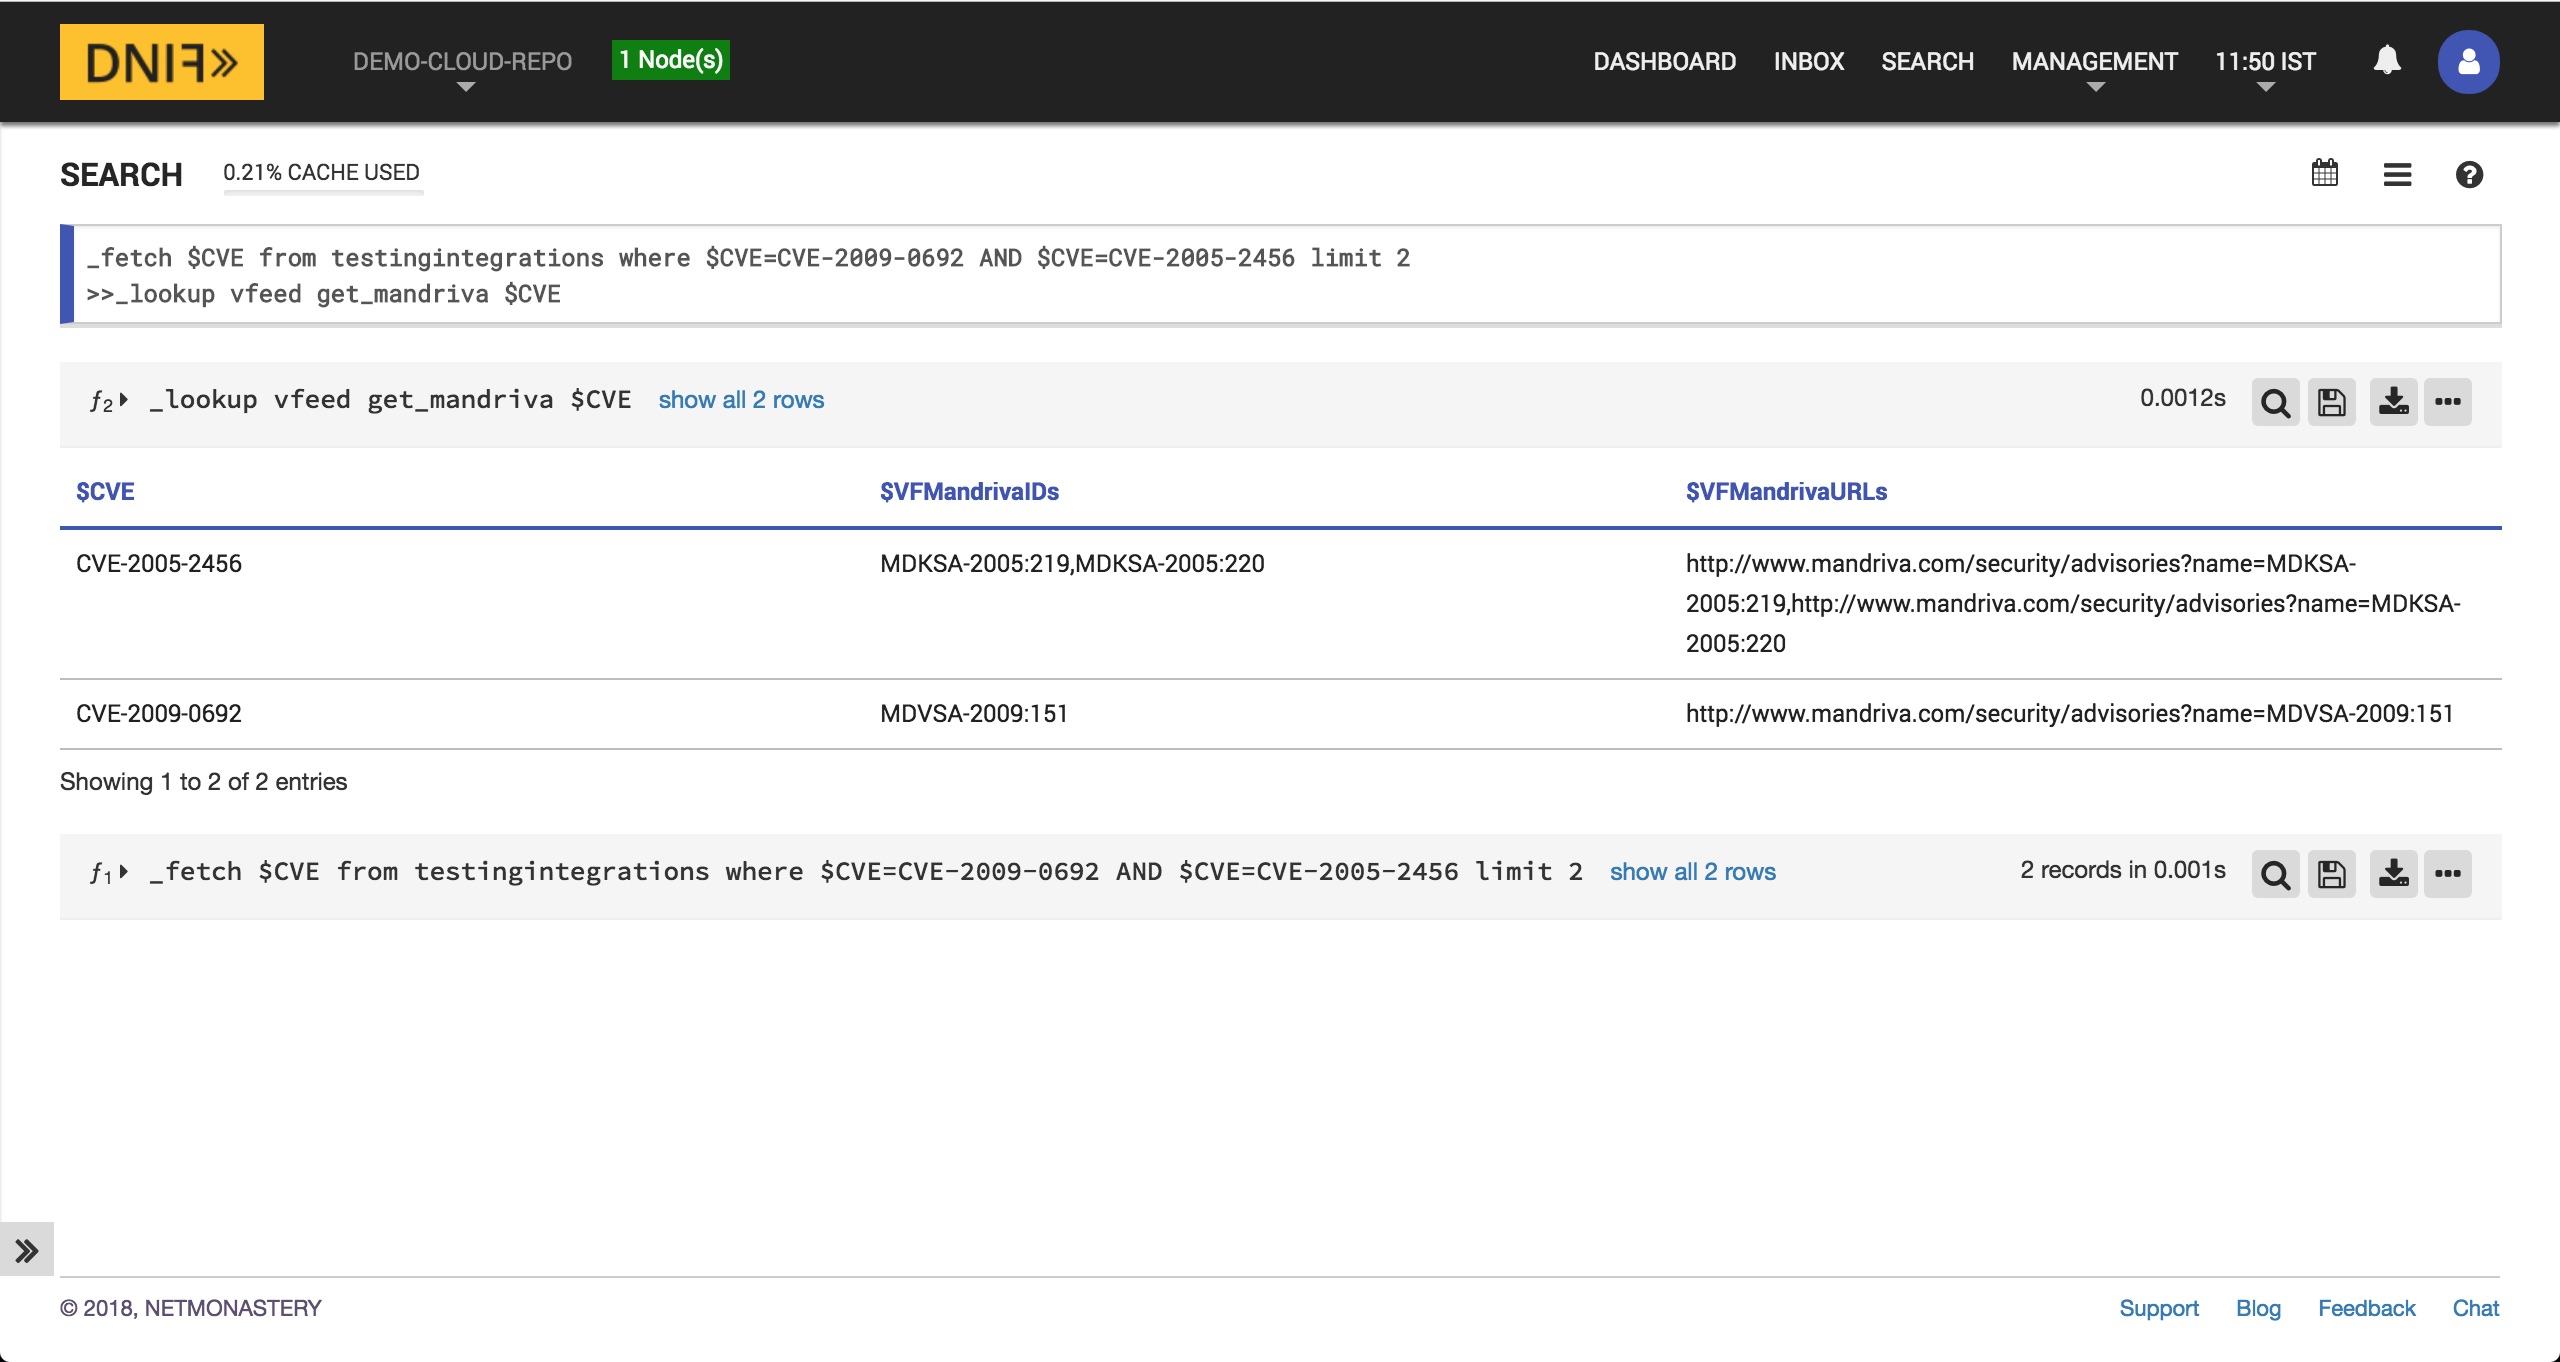 DNIF»
DEMO-CLOUD-REPO
1 Node(s)
DASHBOARD INBOX SEARCH MANAGEMENT 11:50 IST
SEARCH
0.21% CACHE USED
_fetch $CVE from testingintegrations where $CVE=CVE-2009-0692 AND $CVE=CVE-2005-2456 limit 2
>>_lookup vfeed get_mandriva $CVE
f2 _lookup vfeed get_mandriva $CVE show all 2 rows 0.0012s
$CVE $VFMandrivaIDs $VFMandrivaURLs
CVE-2005-2456 MDKSA-2005:219,MDKSA-2005:220 http://www.mandriva.com/security/advisories?name=MDKSA-
2005:219,http://www.mandriva.com/security/advisories?name=MDKSA-
2005:220
CVE-2009-0692 MDVSA-2009:151 http://www.mandriva.com/security/advisories?name=MDVSA-2009:151
Showing 1 to 2 of 2 entries
f1 _fetch $CVE from testingintegrations where $CVE=CVE-2009-0692 AND $CVE=CVE-2005-2456 limit 2 show all 2 rows 2 records in 0.001s
© 2018, NETMONASTERY
Support Blog Feedback Chat